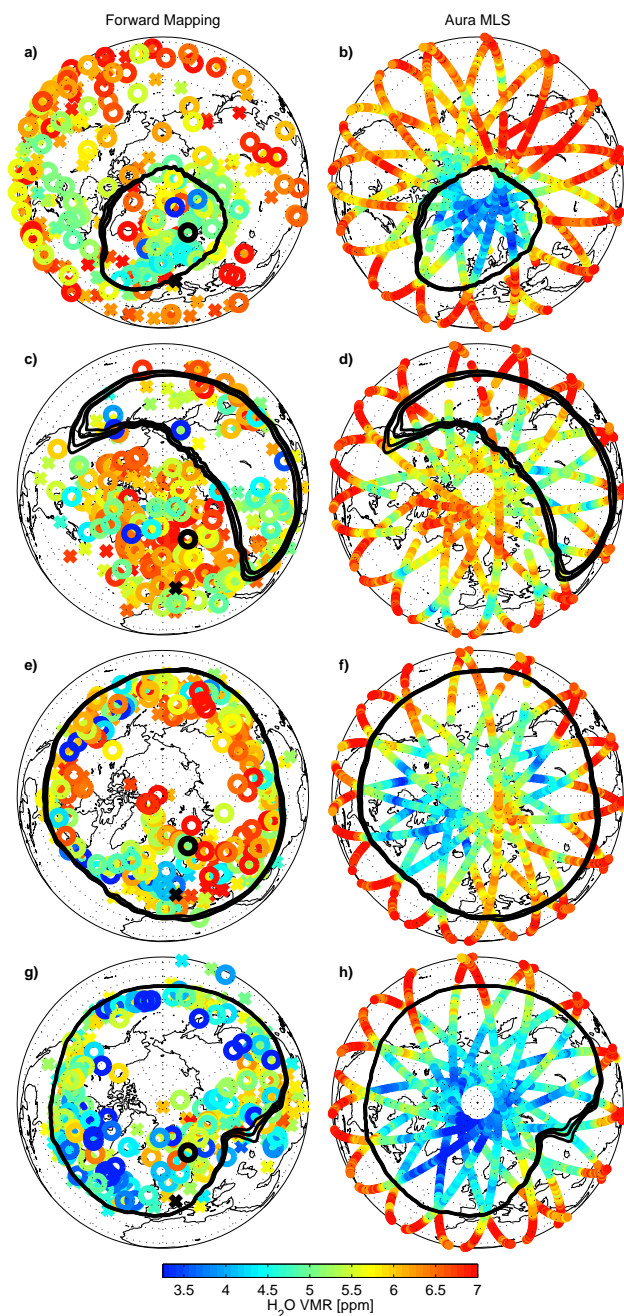 Forward Mapping
Aura MLS
a)
b)
c)
d)
e)
f)
g)
h)
3.5 4 4.5 5 5.5 6 6.5 7
H₂O VMR [ppm]